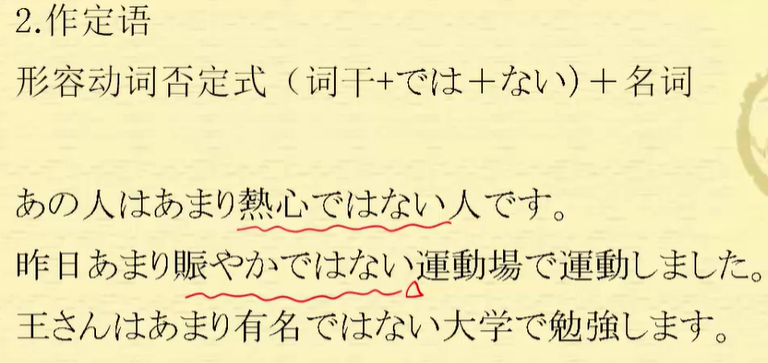 2.作定语
形容动词否定式（词干+では＋ない)＋名词
あの人はあまり熱心ではない人です。
昨日あまり賑やかではない運動場で運動しました。
王さんはあまり有名ではない大学で勉強します。